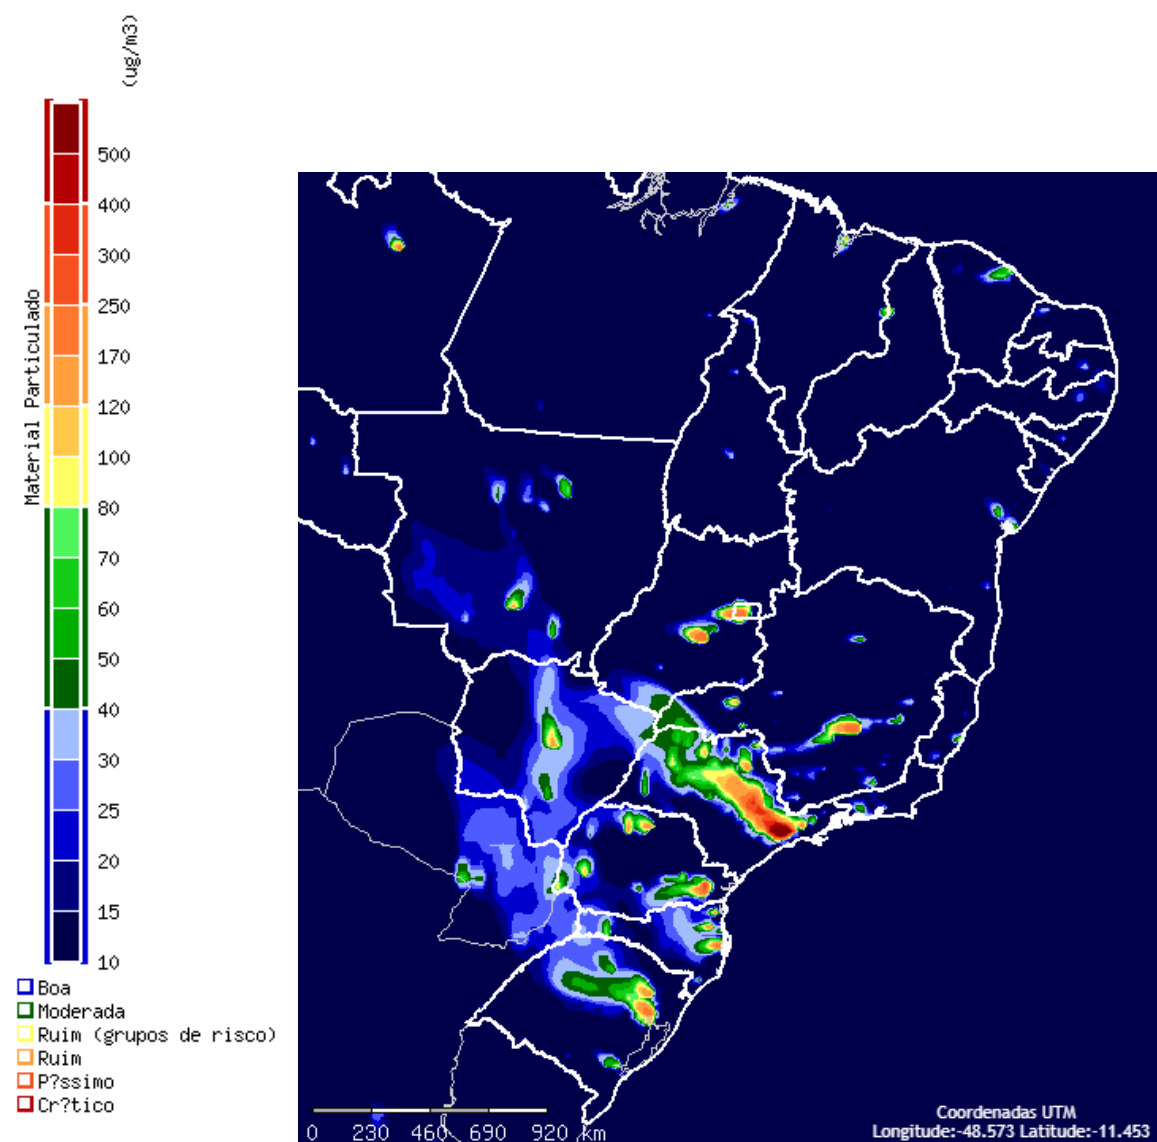 (ug/m3)
Material Particulado
500
400
300
250
170
120
100
80
70
60
50
40
30
25
20
15
10
Boa
Moderada
Ruim (grupos de risco)
Ruim
P?ssimo
Cr?tico
0 230 460 690 920 km
Coordenadas UTM
Longitude:-48.573 Latitude:-11.453